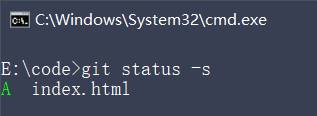 C:\Windows\System32\cmd.exe
E:\code>git status -s
A  index.html